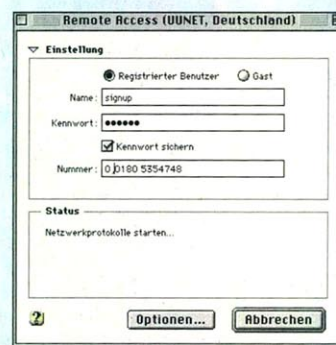 Remote Access (UUNET, Deutschland)
Einstellung
Registrierter Benutzer Gast
Name: signup
Kennwort: ●●●●●●
Kennwort sichern
Nummer: 0,0180 5354748
Status
Netzwerkprotokolle starten...
Optionen... Abbrechen